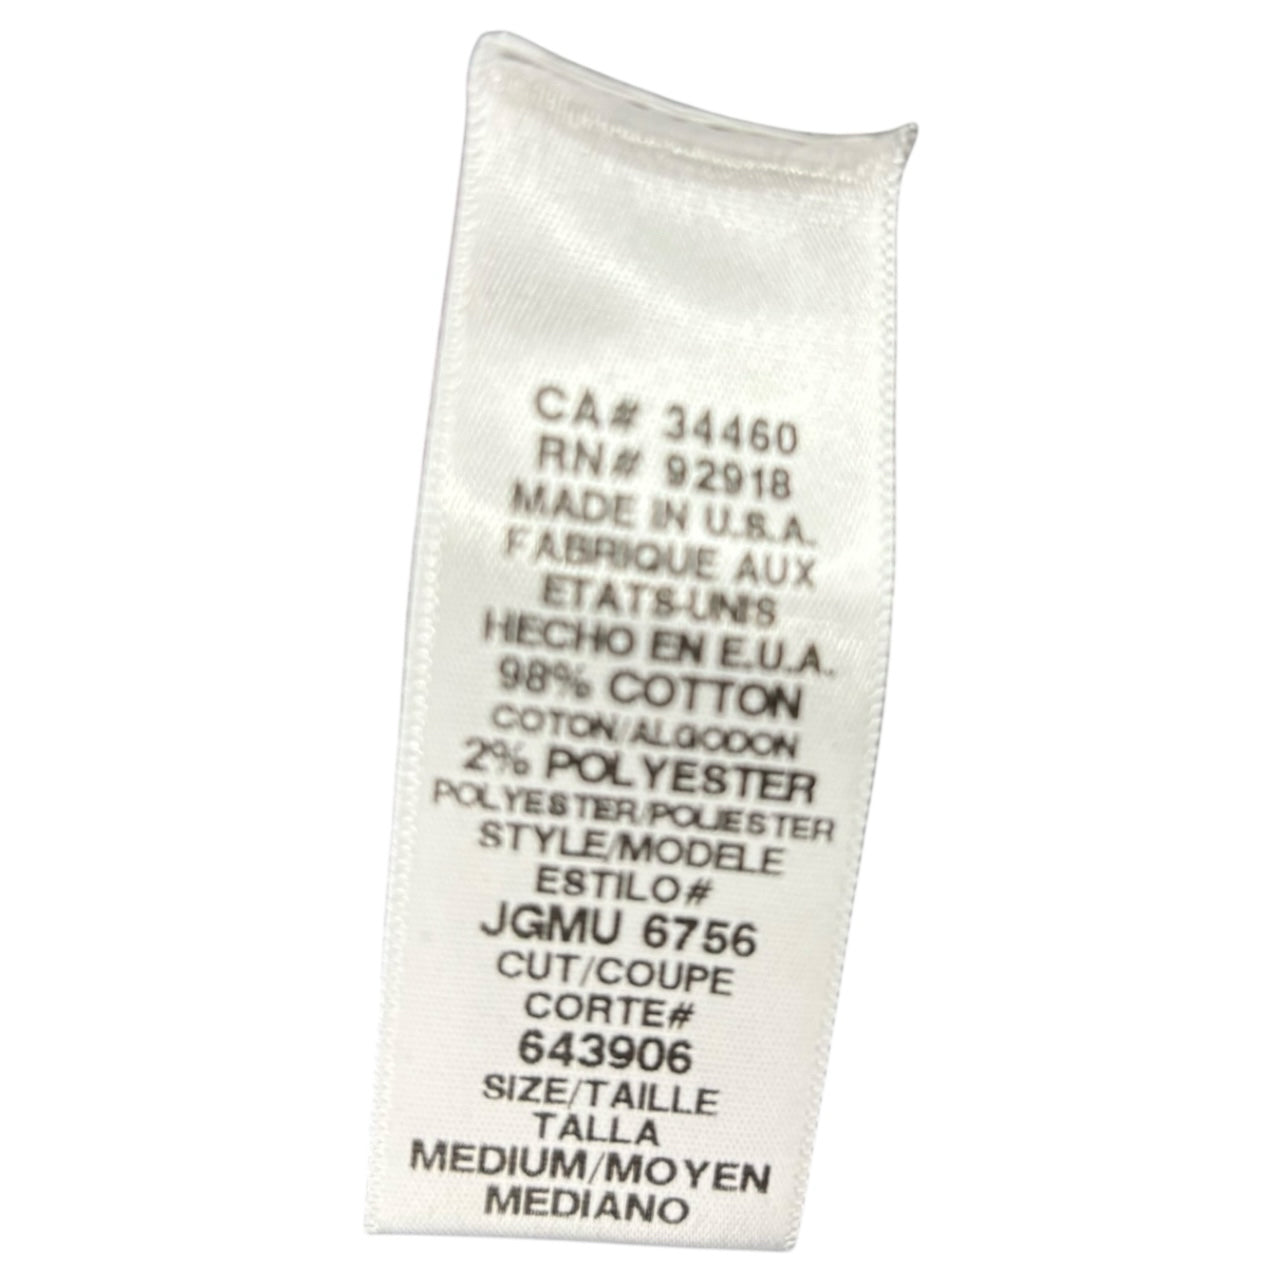 CA# 34460
RN# 92918
MADE IN U.S.A.
FABRIQUE AUX
ETATS-UNIS
HECHO EN E.U.A.
98% COTTON
COTON/ALGODON
2% POLYESTER
POLYESTER/POLIESTER
STYLE/MODELE
ESTILO#
JGMU 6756
CUT/COUPE
CORTE#
643906
SIZE/TAILLE
TALLA
MEDIUM/MOYEN
MEDIANO